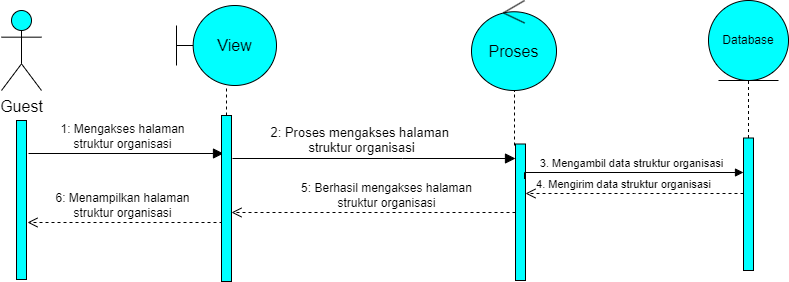 Guest
View
Proses
Database
1: Mengakses halaman
struktur organisasi
2: Proses mengakses halaman
struktur organisasi
3. Mengambil data struktur organisasi
4. Mengirim data struktur organisasi
5: Berhasil mengakses halaman
struktur organisasi
6: Menampilkan halaman
struktur organisasi